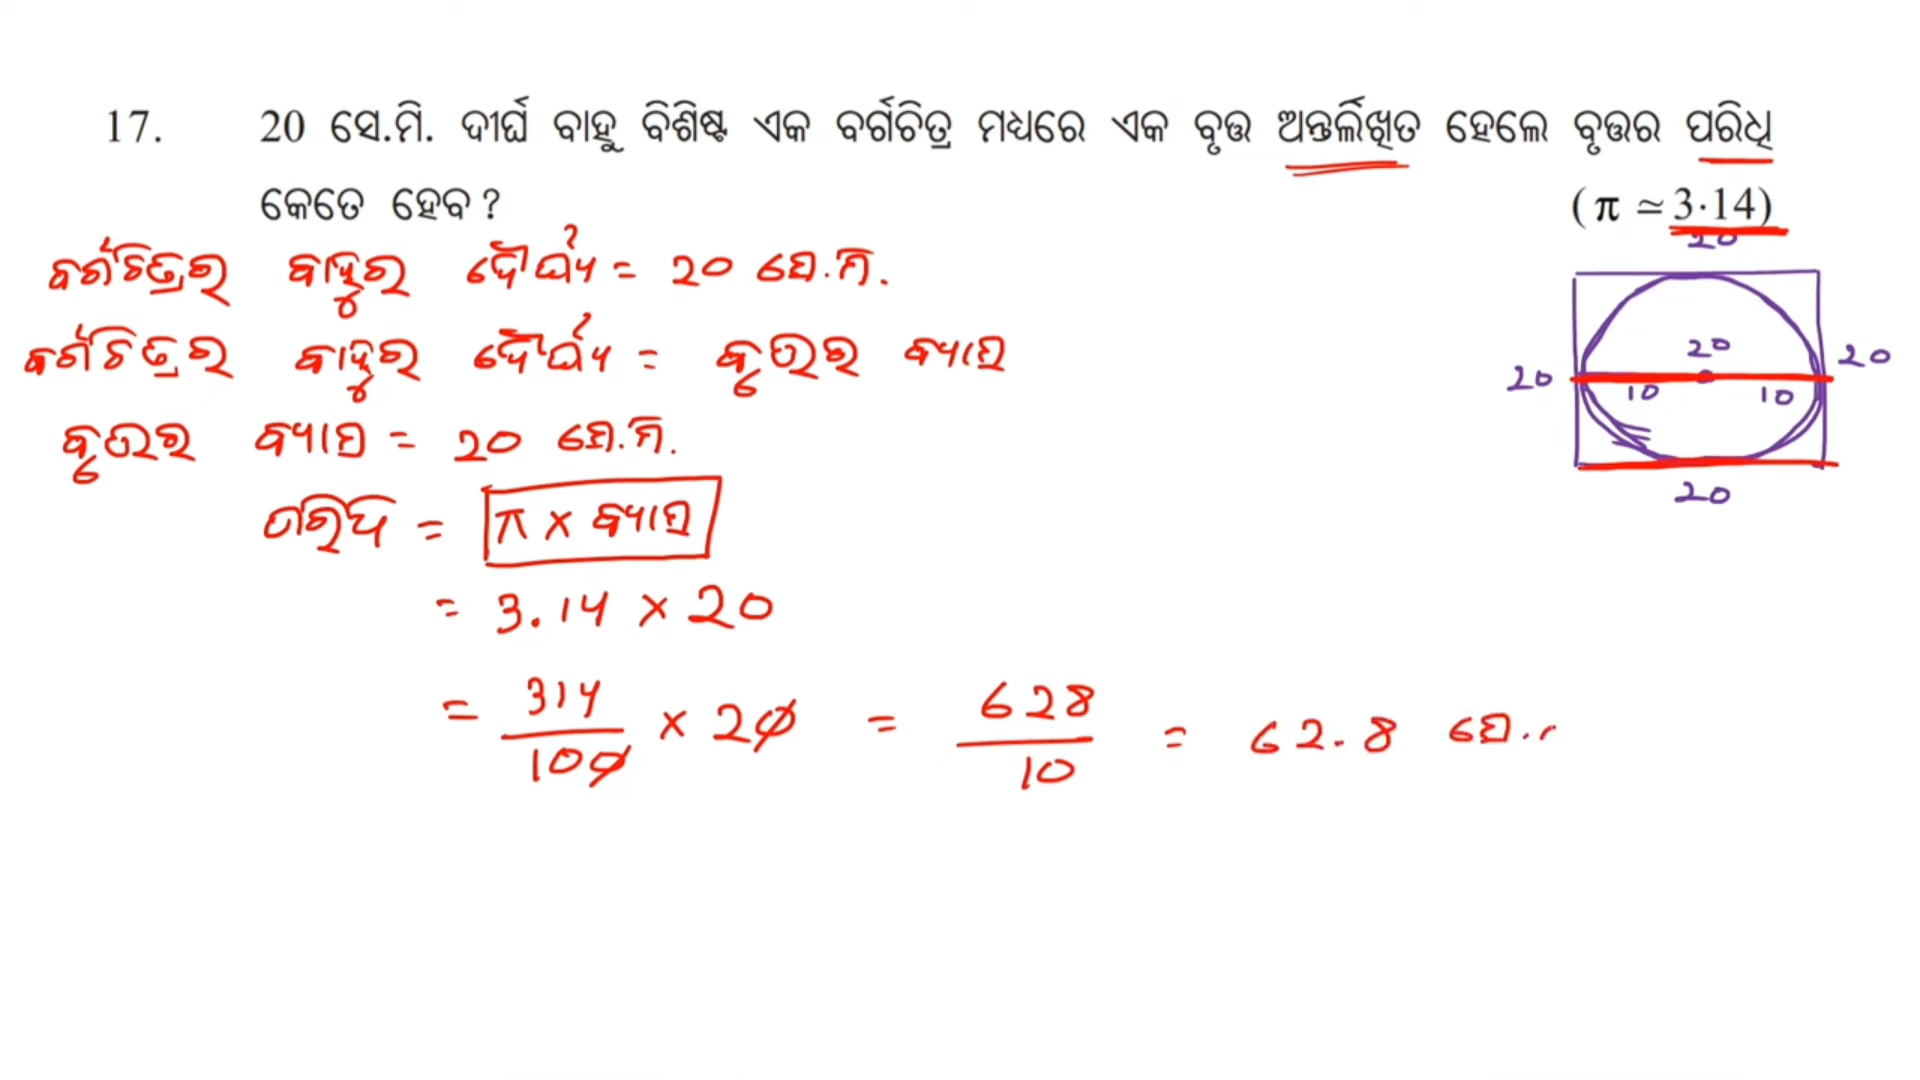 17. 20 ସେ.ମି. ଦୀର୍ଘ ବାହୁ ବିଶିଷ୍ଟ ଏକ ବର୍ଗଚିତ୍ର ମଧ୍ୟରେ ଏକ ବୃତ୍ତ ଅନ୍ତର୍ଲିଖିତ ହେଲେ ବୃତ୍ତର ପରିଧି
କେତେ ହେବ? (π ≃ 3·14)
ବର୍ଗଚିତ୍ରର ବାହୁର ଦୈର୍ଘ୍ୟ = 20 ସେ.ମି.
ବର୍ଗଚିତ୍ରର ବାହୁର ଦୈର୍ଘ୍ୟ = ବୃତ୍ତର ବ୍ୟାସ
ବୃତ୍ତର ବ୍ୟାସ = 20 ସେ.ମି.
ପରିଧି = π × ବ୍ୟାସ
= 3.14 × 20
= 314/100 × 20 = 628/10 = 62.8 ସେ.
20
20
20
20
10 10
20